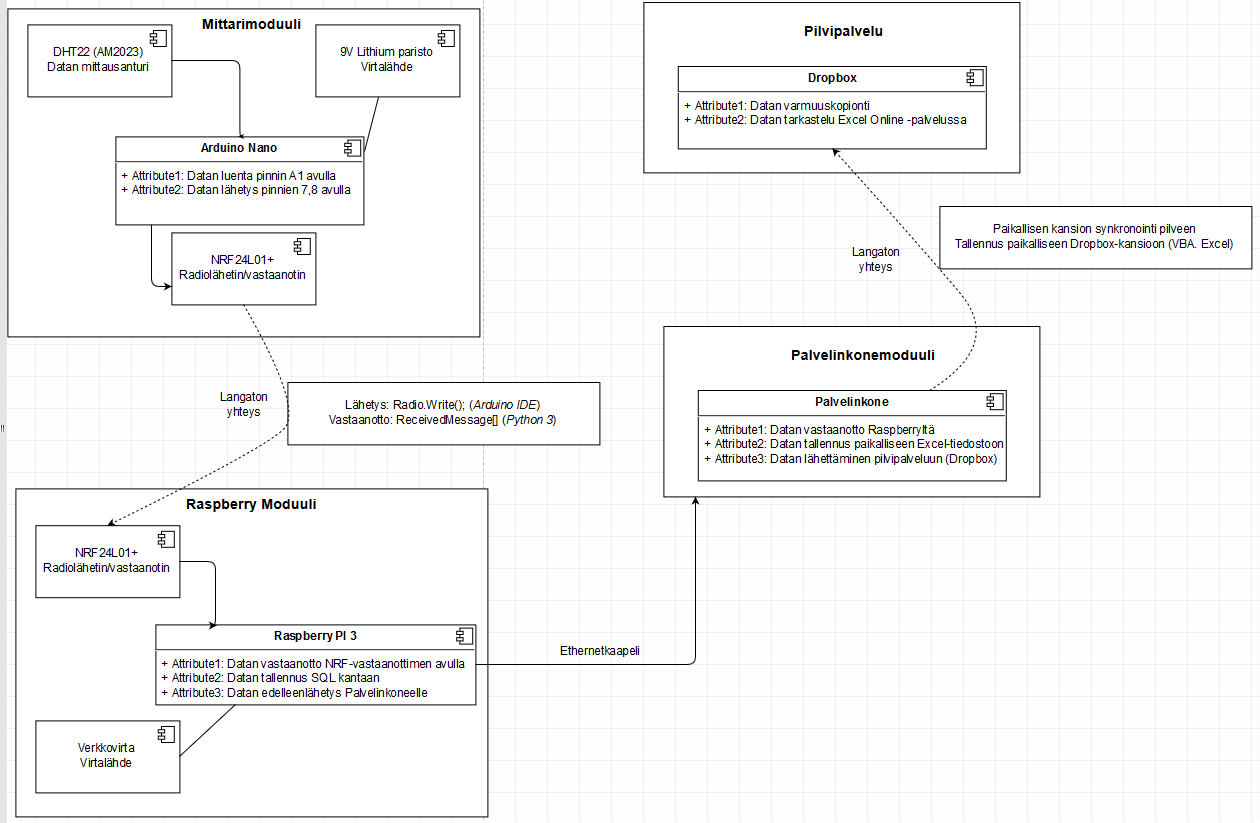 Mittarimoduuli
DHT22 (AM2023)
Datan mittausanturi
9V Lithium paristo
Virtalähde
Arduino Nano
+ Attribute1: Datan luenta pinnin A1 avulla
+ Attribute2: Datan lähetys pinnien 7,8 avulla
NRF24L01+
Radiolähetin/vastaanotin
Langaton
yhteys
Lähetys: Radio.Write(); (Arduino IDE)
Vastaanotto: ReceivedMessage[] (Python 3)
Raspberry Moduuli
NRF24L01+
Radiolähetin/vastaanotin
Raspberry PI 3
+ Attribute1: Datan vastaanotto NRF-vastaanottimen avulla
+ Attribute2: Datan tallennus SQL kantaan
+ Attribute3: Datan edelleenlähetys Palvelinkoneelle
Verkkovirta
Virtalähde
Ethernetkaapeli
Pilvipalvelu
Dropbox
+ Attribute1: Datan varmuuskopionti
+ Attribute2: Datan tarkastelu Excel Online -palvelussa
Langaton
yhteys
Paikallisen kansion synkronointi pilveen
Tallennus paikalliseen Dropbox-kansioon (VBA. Excel)
Palvelinkonemoduuli
Palvelinkone
+ Attribute1: Datan vastaanotto Raspberryltä
+ Attribute2: Datan tallennus paikalliseen Excel-tiedostoon
+ Attribute3: Datan lähettäminen pilvipalveluun (Dropbox)